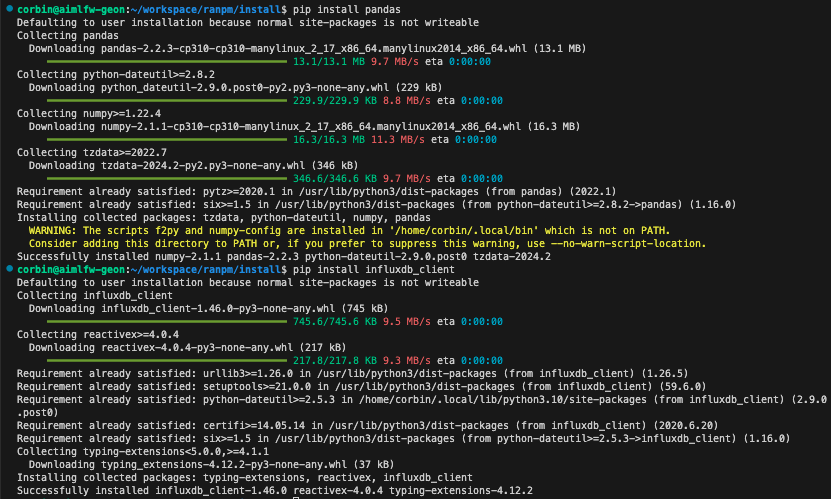 corbin@aimlfw-geon:~/workspace/ranpm/install$ pip install pandas
Defaulting to user installation because normal site-packages is not writeable
Collecting pandas
  Downloading pandas-2.2.3-cp310-cp310-manylinux_2_17_x86_64.manylinux2014_x86_64.whl (13.1 MB)
     13.1/13.1 MB 9.7 MB/s eta 0:00:00
Collecting python-dateutil>=2.8.2
  Downloading python_dateutil-2.9.0.post0-py2.py3-none-any.whl (229 kB)
     229.9/229.9 KB 8.8 MB/s eta 0:00:00
Collecting numpy>=1.22.4
  Downloading numpy-2.1.1-cp310-cp310-manylinux_2_17_x86_64.manylinux2014_x86_64.whl (16.3 MB)
     16.3/16.3 MB 11.3 MB/s eta 0:00:00
Collecting tzdata>=2022.7
  Downloading tzdata-2024.2-py2.py3-none-any.whl (346 kB)
     346.6/346.6 KB 9.7 MB/s eta 0:00:00
Requirement already satisfied: pytz>=2020.1 in /usr/lib/python3/dist-packages (from pandas) (2022.1)
Requirement already satisfied: six>=1.5 in /usr/lib/python3/dist-packages (from python-dateutil>=2.8.2->pandas) (1.16.0)
Installing collected packages: tzdata, python-dateutil, numpy, pandas
  WARNING: The scripts f2py and numpy-config are installed in '/home/corbin/.local/bin' which is not on PATH.
  Consider adding this directory to PATH or, if you prefer to suppress this warning, use --no-warn-script-location.
Successfully installed numpy-2.1.1 pandas-2.2.3 python-dateutil-2.9.0.post0 tzdata-2024.2
corbin@aimlfw-geon:~/workspace/ranpm/install$ pip install influxdb_client
Defaulting to user installation because normal site-packages is not writeable
Collecting influxdb_client
  Downloading influxdb_client-1.46.0-py3-none-any.whl (745 kB)
     745.6/745.6 KB 9.5 MB/s eta 0:00:00
Collecting reactivex>=4.0.4
  Downloading reactivex-4.0.4-py3-none-any.whl (217 kB)
     217.8/217.8 KB 9.3 MB/s eta 0:00:00
Requirement already satisfied: urllib3>=1.26.0 in /usr/lib/python3/dist-packages (from influxdb_client) (1.26.5)
Requirement already satisfied: setuptools>=21.0.0 in /usr/lib/python3/dist-packages (from influxdb_client) (59.6.0)
Requirement already satisfied: python-dateutil>=2.5.3 in /home/corbin/.local/lib/python3.10/site-packages (from influxdb_client) (2.9.0
.post0)
Requirement already satisfied: certifi>=14.05.14 in /usr/lib/python3/dist-packages (from influxdb_client) (2020.6.20)
Requirement already satisfied: six>=1.5 in /usr/lib/python3/dist-packages (from python-dateutil>=2.5.3->influxdb_client) (1.16.0)
Collecting typing-extensions<5.0.0,>=4.1.1
  Downloading typing_extensions-4.12.2-py3-none-any.whl (37 kB)
Installing collected packages: typing-extensions, reactivex, influxdb_client
Successfully installed influxdb_client-1.46.0 reactivex-4.0.4 typing-extensions-4.12.2